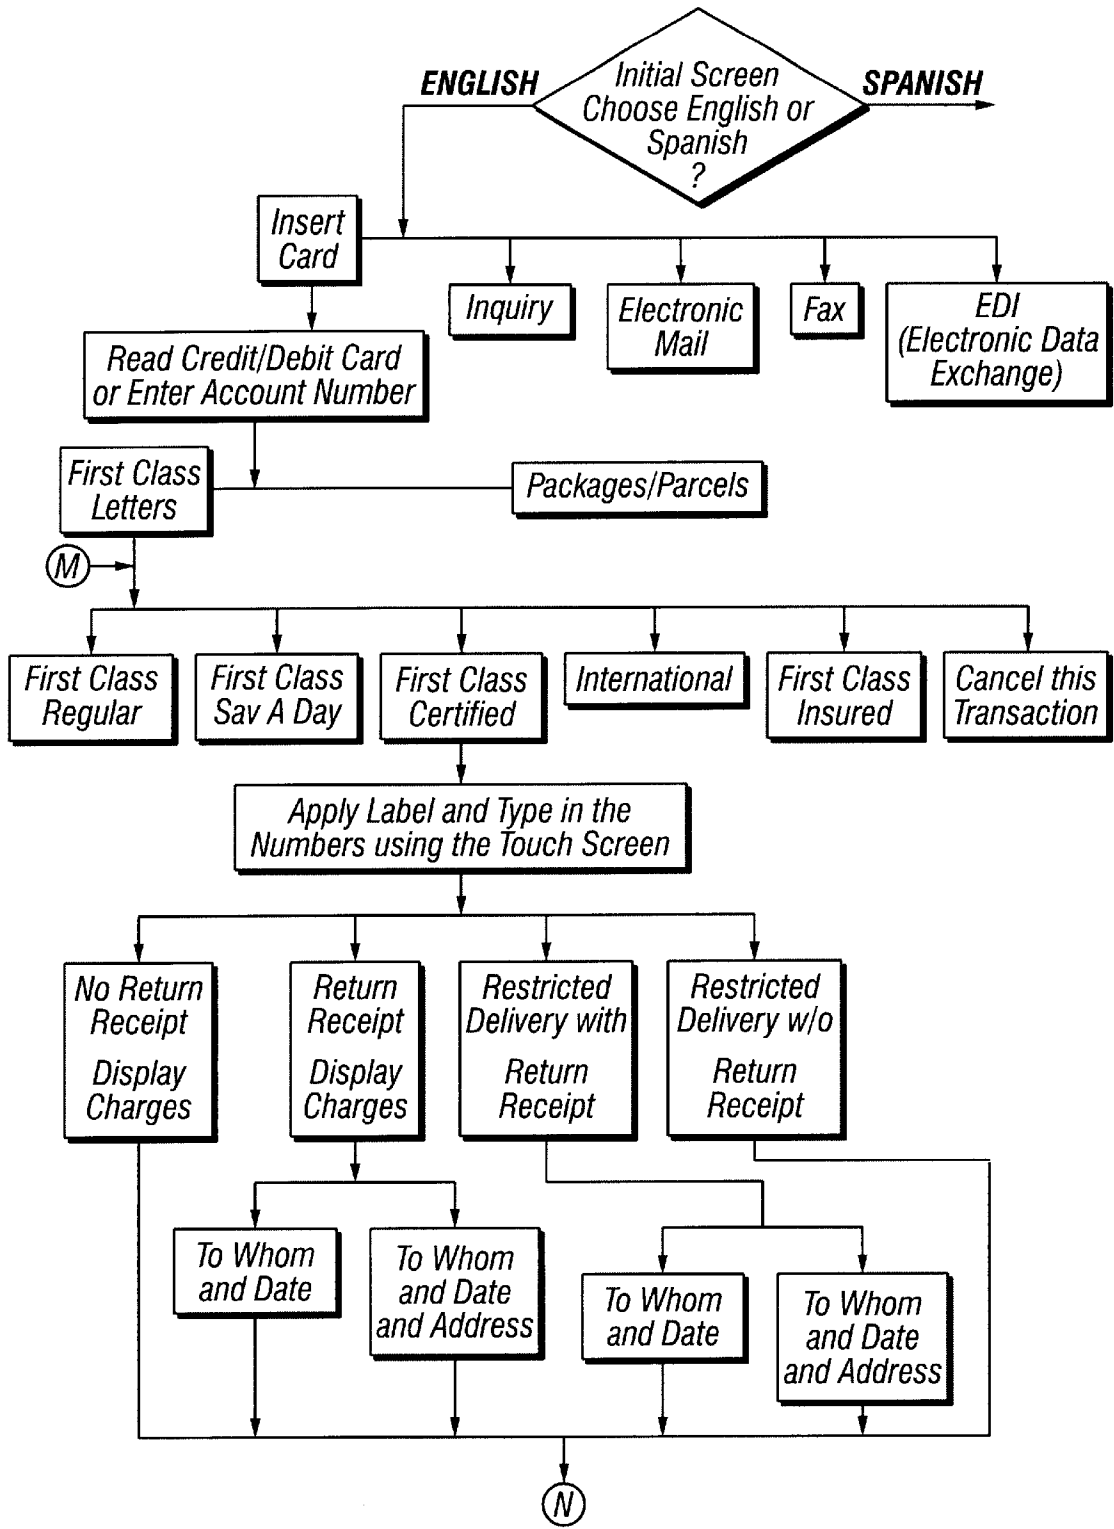 ENGLISH
Initial Screen
Choose English or
Spanish
?
SPANISH
Insert
Card
Inquiry
Electronic
Mail
Fax
EDI
(Electronic Data
Exchange)
Read Credit/Debit Card
or Enter Account Number
First Class
Letters
Packages/Parcels
M
First Class
Regular
First Class
Sav A Day
First Class
Certified
International
First Class
Insured
Cancel this
Transaction
Apply Label and Type in the
Numbers using the Touch Screen
No Return
Receipt
Display
Charges
Return
Receipt
Display
Charges
Restricted
Delivery with
Return
Receipt
Restricted
Delivery w/o
Return
Receipt
To Whom
and Date
To Whom
and Date
and Address
To Whom
and Date
To Whom
and Date
and Address
N